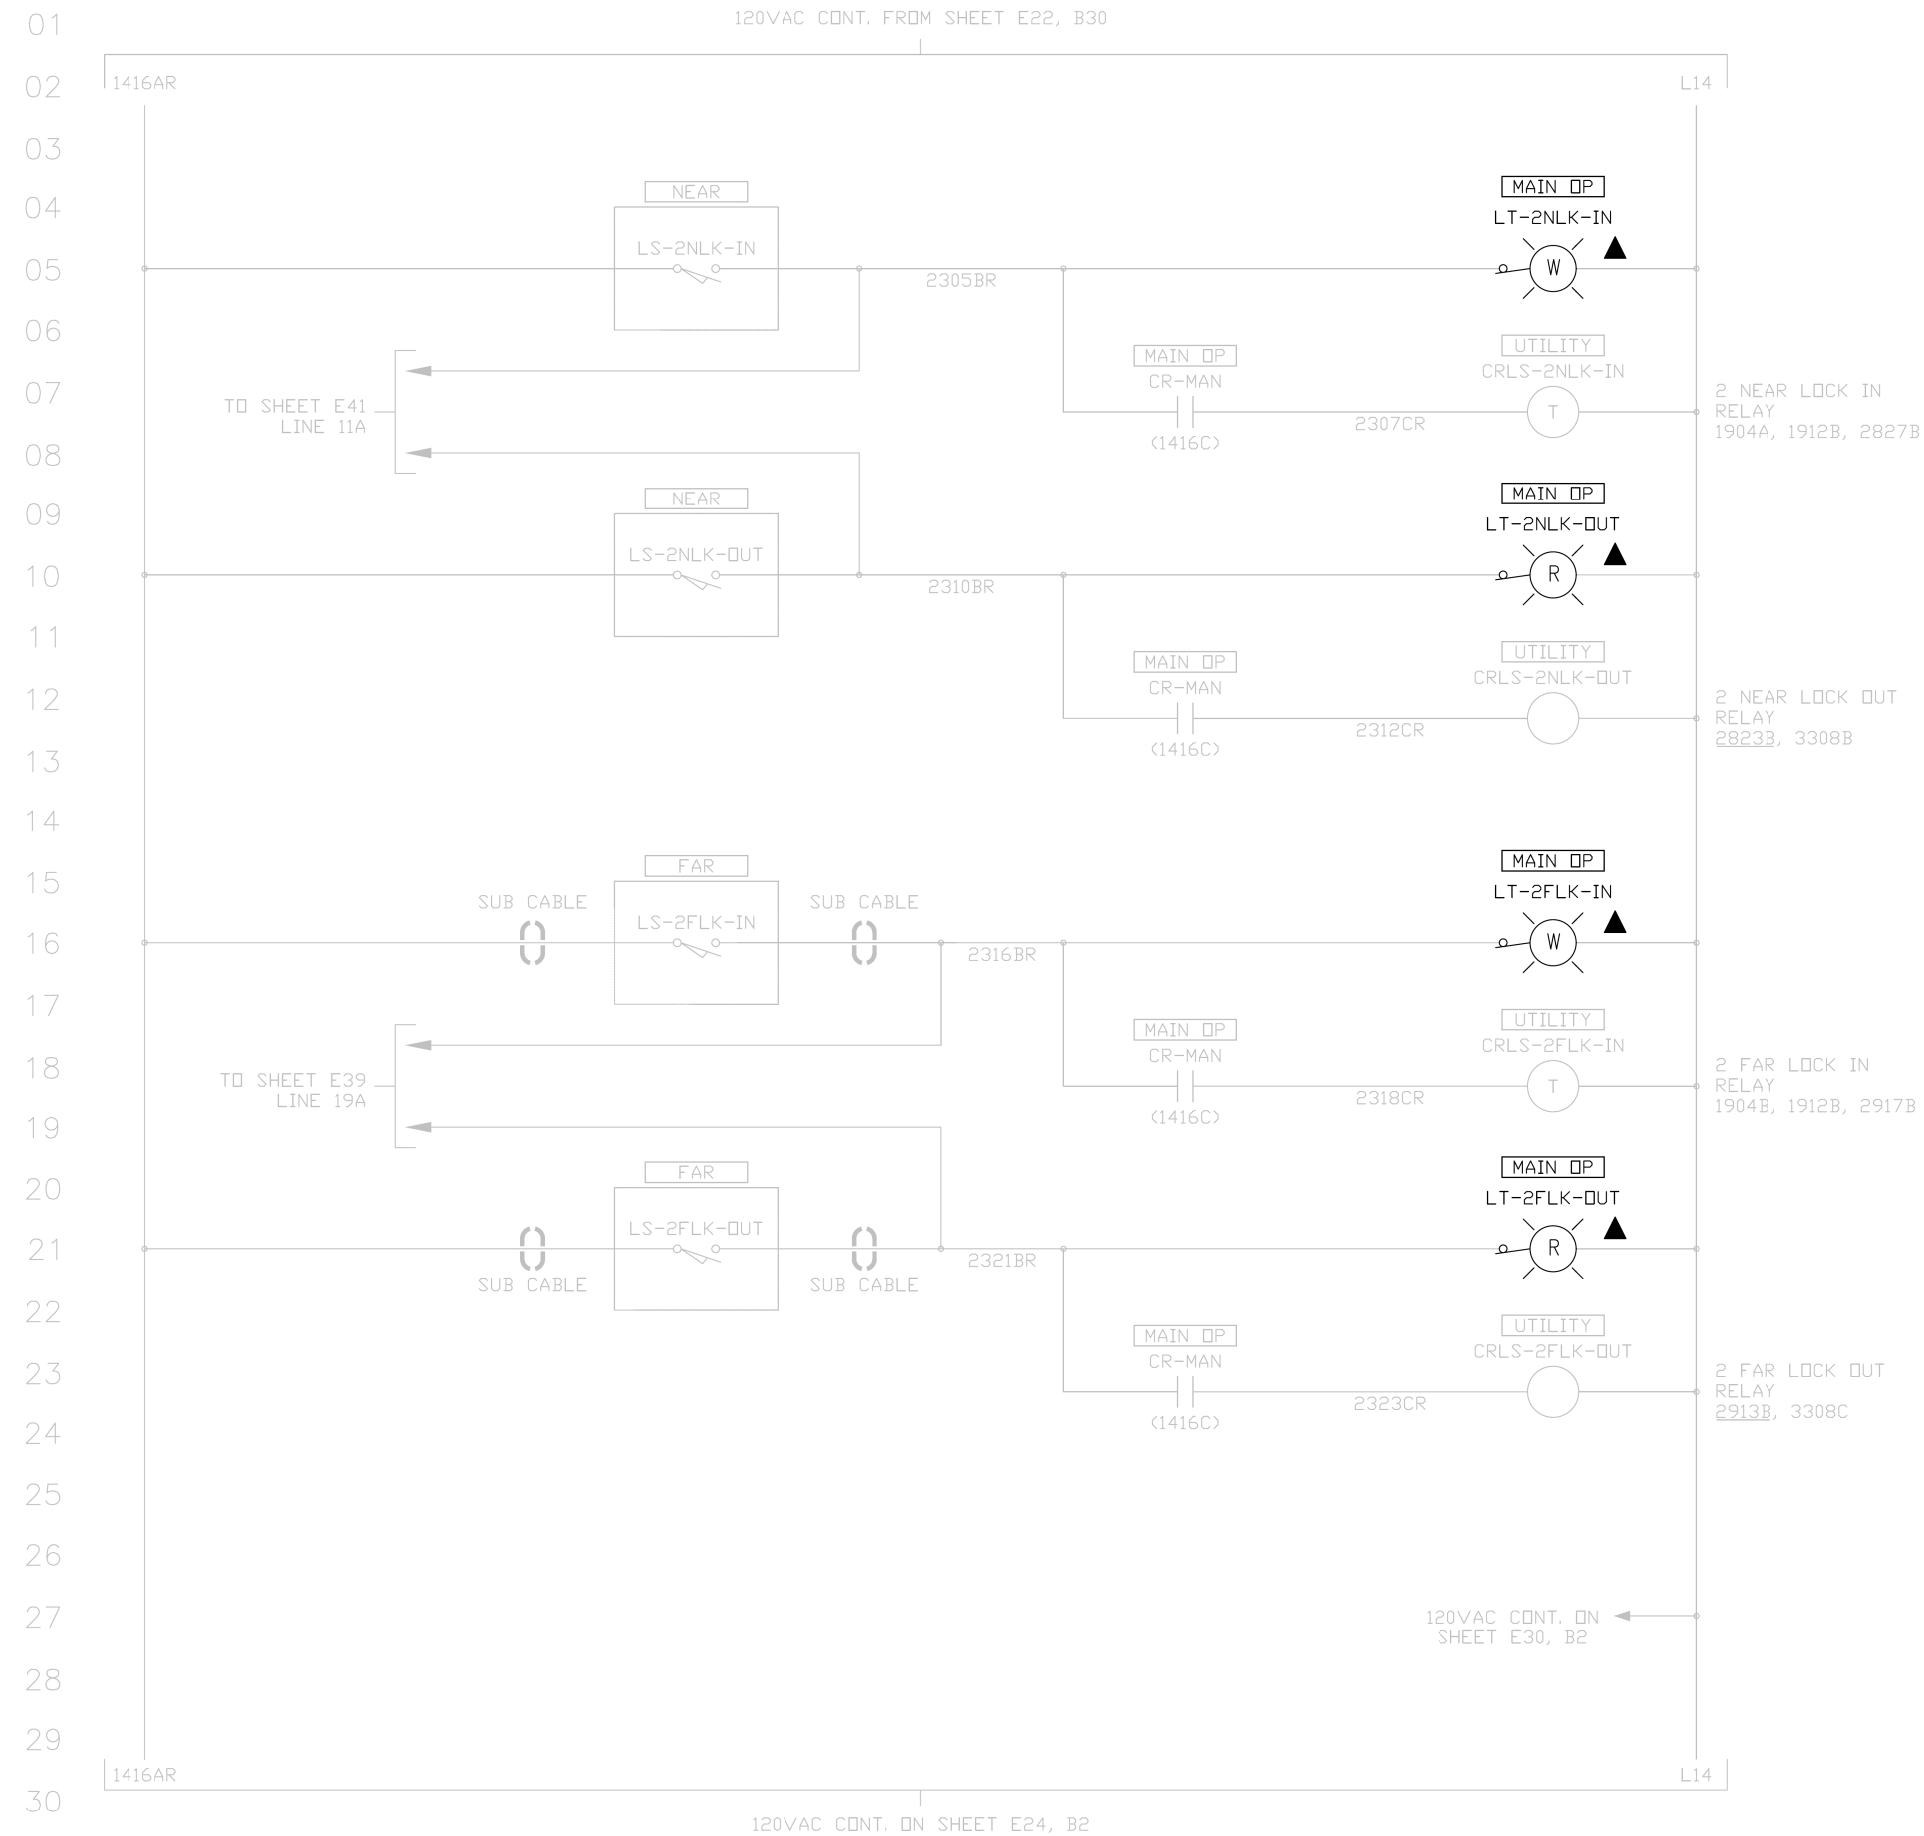 120VAC CONT. FROM SHEET E22, B30
01
02
1416AR
L14
03
04
NEAR
MAIN OP
LS-2NLK-IN
LT-2NLK-IN
05
2305BR
W
06
MAIN OP
UTILITY
CR-MAN
CRLS-2NLK-IN
07
TO SHEET E41
LINE 11A
(1416C)
2307CR
T
2 NEAR LOCK IN
RELAY
1904A, 1912B, 2827B
08
09
NEAR
MAIN OP
LS-2NLK-OUT
LT-2NLK-OUT
10
2310BR
R
11
MAIN OP
UTILITY
CR-MAN
CRLS-2NLK-OUT
12
(1416C)
2312CR
2 NEAR LOCK OUT
RELAY
2823B, 3308B
13
14
15
FAR
MAIN OP
SUB CABLE
LS-2FLK-IN
SUB CABLE
LT-2FLK-IN
16
2316BR
W
17
MAIN OP
UTILITY
CR-MAN
CRLS-2FLK-IN
18
TO SHEET E39
LINE 19A
(1416C)
2318CR
T
2 FAR LOCK IN
RELAY
1904B, 1912B, 2917B
19
20
FAR
MAIN OP
LS-2FLK-OUT
LT-2FLK-OUT
21
SUB CABLE
SUB CABLE
2321BR
R
22
MAIN OP
UTILITY
CR-MAN
CRLS-2FLK-OUT
23
(1416C)
2323CR
2 FAR LOCK OUT
RELAY
2913B, 3308C
24
25
26
27
120VAC CONT. ON
SHEET E30, B2
28
29
1416AR
L14
30
120VAC CONT. ON SHEET E24, B2